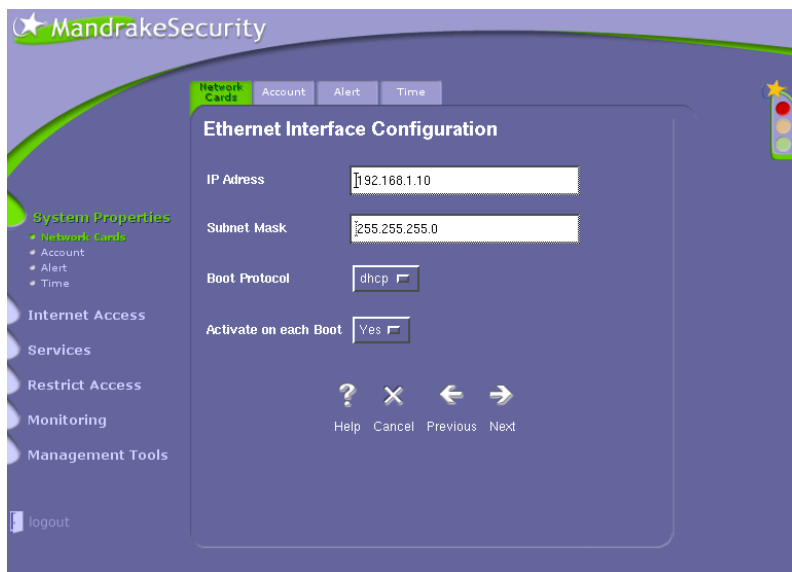 MandrakeSecurity
Network Cards
Account
Alert
Time
Ethernet Interface Configuration
IP Adress
192.168.1.10
Subnet Mask
255.255.255.0
Boot Protocol
dhcp
Activate on each Boot
Yes
Help
Cancel
Previous
Next
System Properties
Network Cards
Account
Alert
Time
Internet Access
Services
Restrict Access
Monitoring
Management Tools
logout